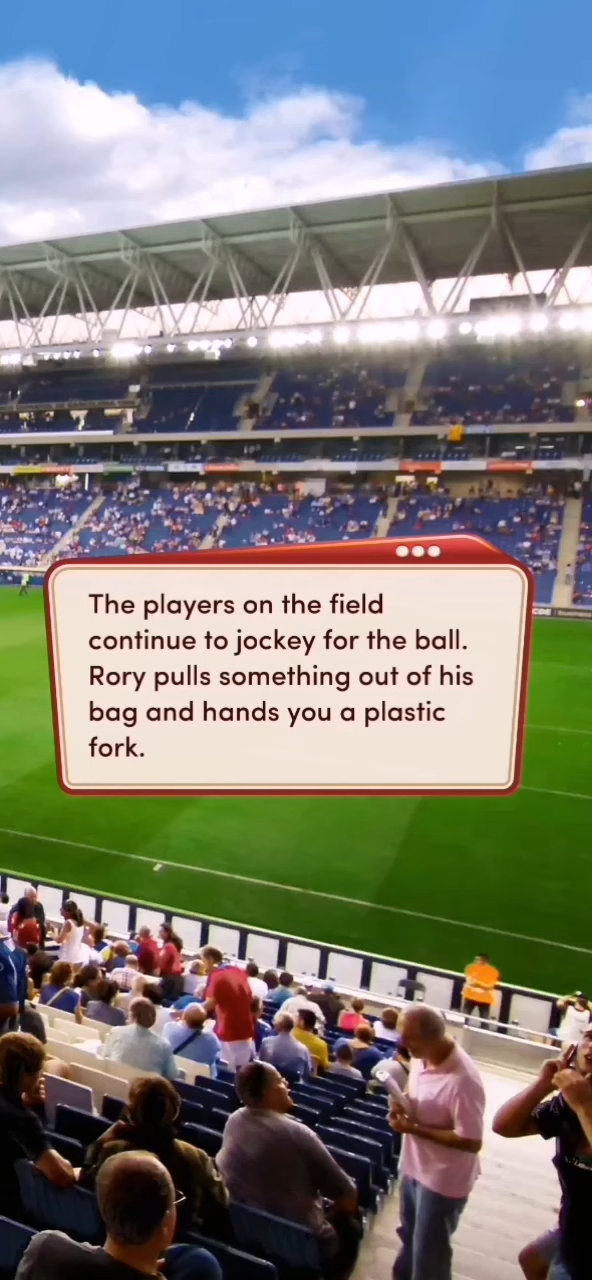 The players on the field
continue to jockey for the ball.
Rory pulls something out of his
bag and hands you a plastic
fork.